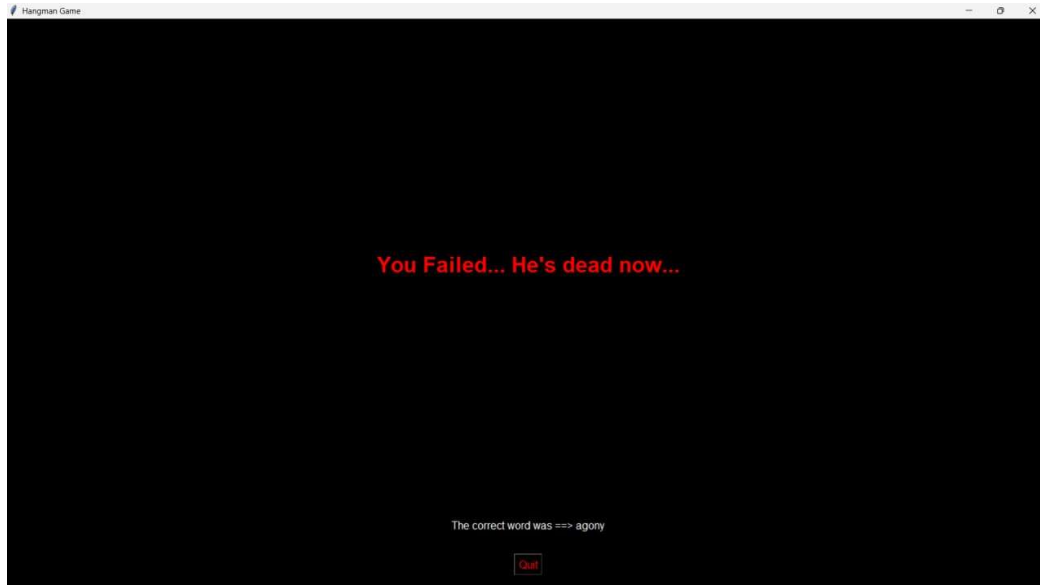 Hangman Game
You Failed... He's dead now...
The correct word was ==> agony
Quit